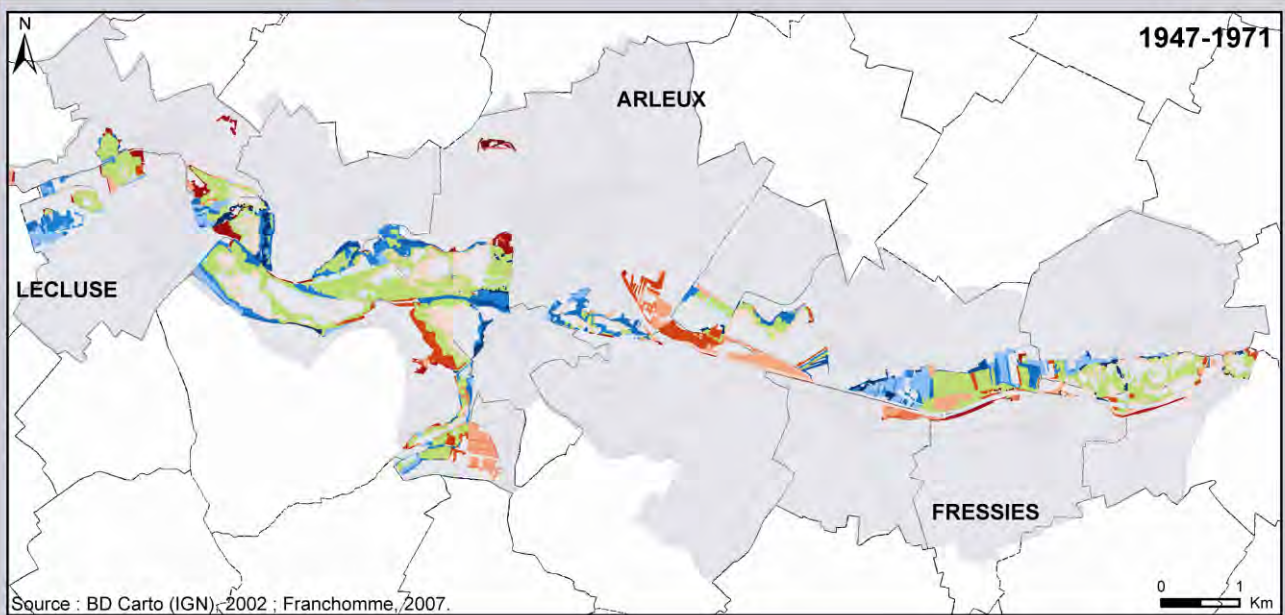 N
1947-1971
ARLEUX
LECLUSE
FRESSIES
0 1
Km
Source : BD Carto (IGN), 2002 ; Franchomme, 2007.